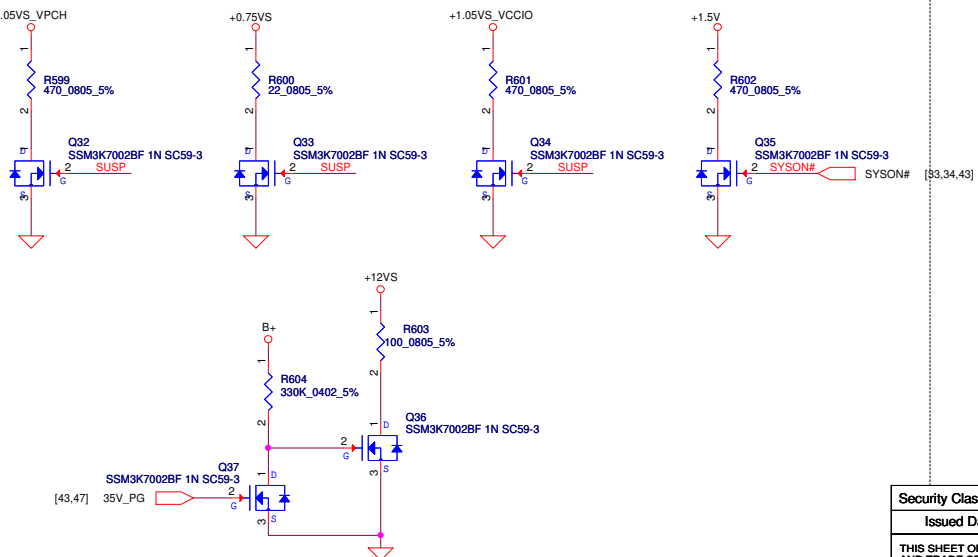 .05VS_VPCH
+0.75VS
+1.05VS_VCCIO
+1.5V
1
1
1
1
R599
470_0805_5%
R600
22_0805_5%
R601
470_0805_5%
R602
470_0805_5%
2
2
2
2
Q32
SSM3K7002BF 1N SC59-3
Q33
SSM3K7002BF 1N SC59-3
Q34
SSM3K7002BF 1N SC59-3
Q35
SSM3K7002BF 1N SC59-3
1 D 2 SUSP
G
3 S
1 D 2 SUSP
G
3 S
1 D 2 SUSP
G
3 S
1 D 2 SYSON#
G
3 S
SYSON# [33,34,43]
+12VS
1
R603
100_0805_5%
2
B+
1
R604
330K_0402_5%
2
Q36
SSM3K7002BF 1N SC59-3
1 D
2
G
3 S
Q37
SSM3K7002BF 1N SC59-3
1 D
[43,47] 35V_PG
2
G
3 S
Security Clas
Issued D
THIS SHEET O